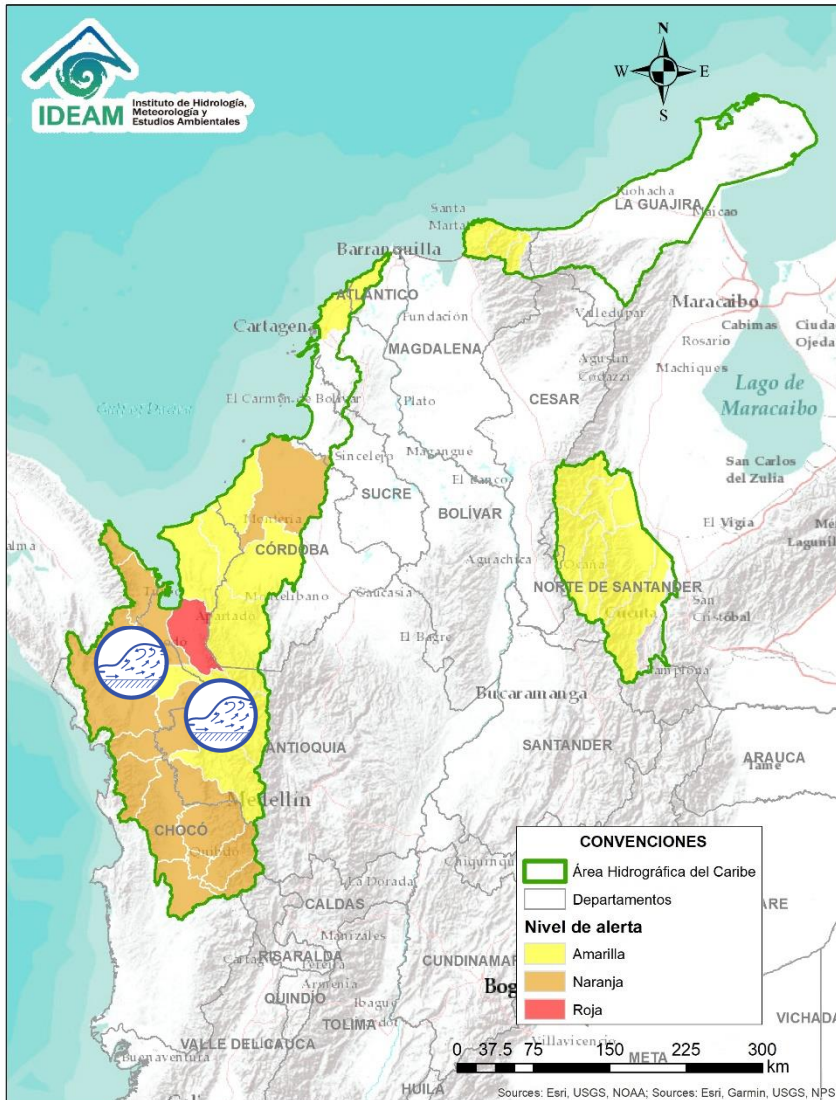 IDEAM
Instituto de Hidrología,
Meteorología y
Estudios Ambientales
N
W
E
S
Riohacha
LA GUAJIRA
Maicao
Santa
Marta
Barranquilla
ATLÁNTICO
Cartagena
Fundación
Valledupar
Maracaibo
Cabimas
Ciudad
Ojeda
Rosario
Machiques
MAGDALENA
Agustín
Codazzi
CESAR
Lago de
Maracaibo
El Carmen de Bolívar
Plato
Sincelejo
Magangué
San Carlos
del Zulia
El Banco
SUCRE
BOLÍVAR
Montería
CÓRDOBA
El Vigía
Aguachica
Ocaña
NORTE DE SANTANDER
Cúcuta
San
Cristóbal
Montelíbano
Caucasia
Apartadó
El Bagre
Pamplona
Bucaramanga
ANTIOQUIA
SANTANDER
ARAUCA
Tame
Medellín
CHOCÓ
Quibdó
La Dorada
CALDAS
Manizales
RISARALDA
Pereira
Armenia
QUINDÍO
Ibagué
TOLIMA
CUNDINAMAR
Bog
VICHADA
Villavicencio
META
VALLE DEL CAUCA
Buenaventura
HUILA
CONVENCIONES
Área Hidrográfica del Caribe
Departamentos
Nivel de alerta
Amarilla
Naranja
Roja
0 37.5 75 150 225 300
km
Sources: Esri, USGS, NOAA; Sources: Esri, Garmin, USGS, NPS